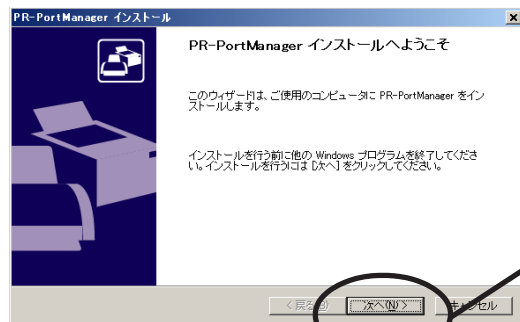 PR-PortManager インストール
PR-PortManager インストールへようこそ
このウィザードは、ご使用のコンピュータに PR-PortManager をイン
ストールします。
インストールを行う前に他の Windows プログラムを終了してくださ
い。インストールを行うには [次へ] をクリックしてください。
< 戻る(B) 次へ(N) > キャンセル